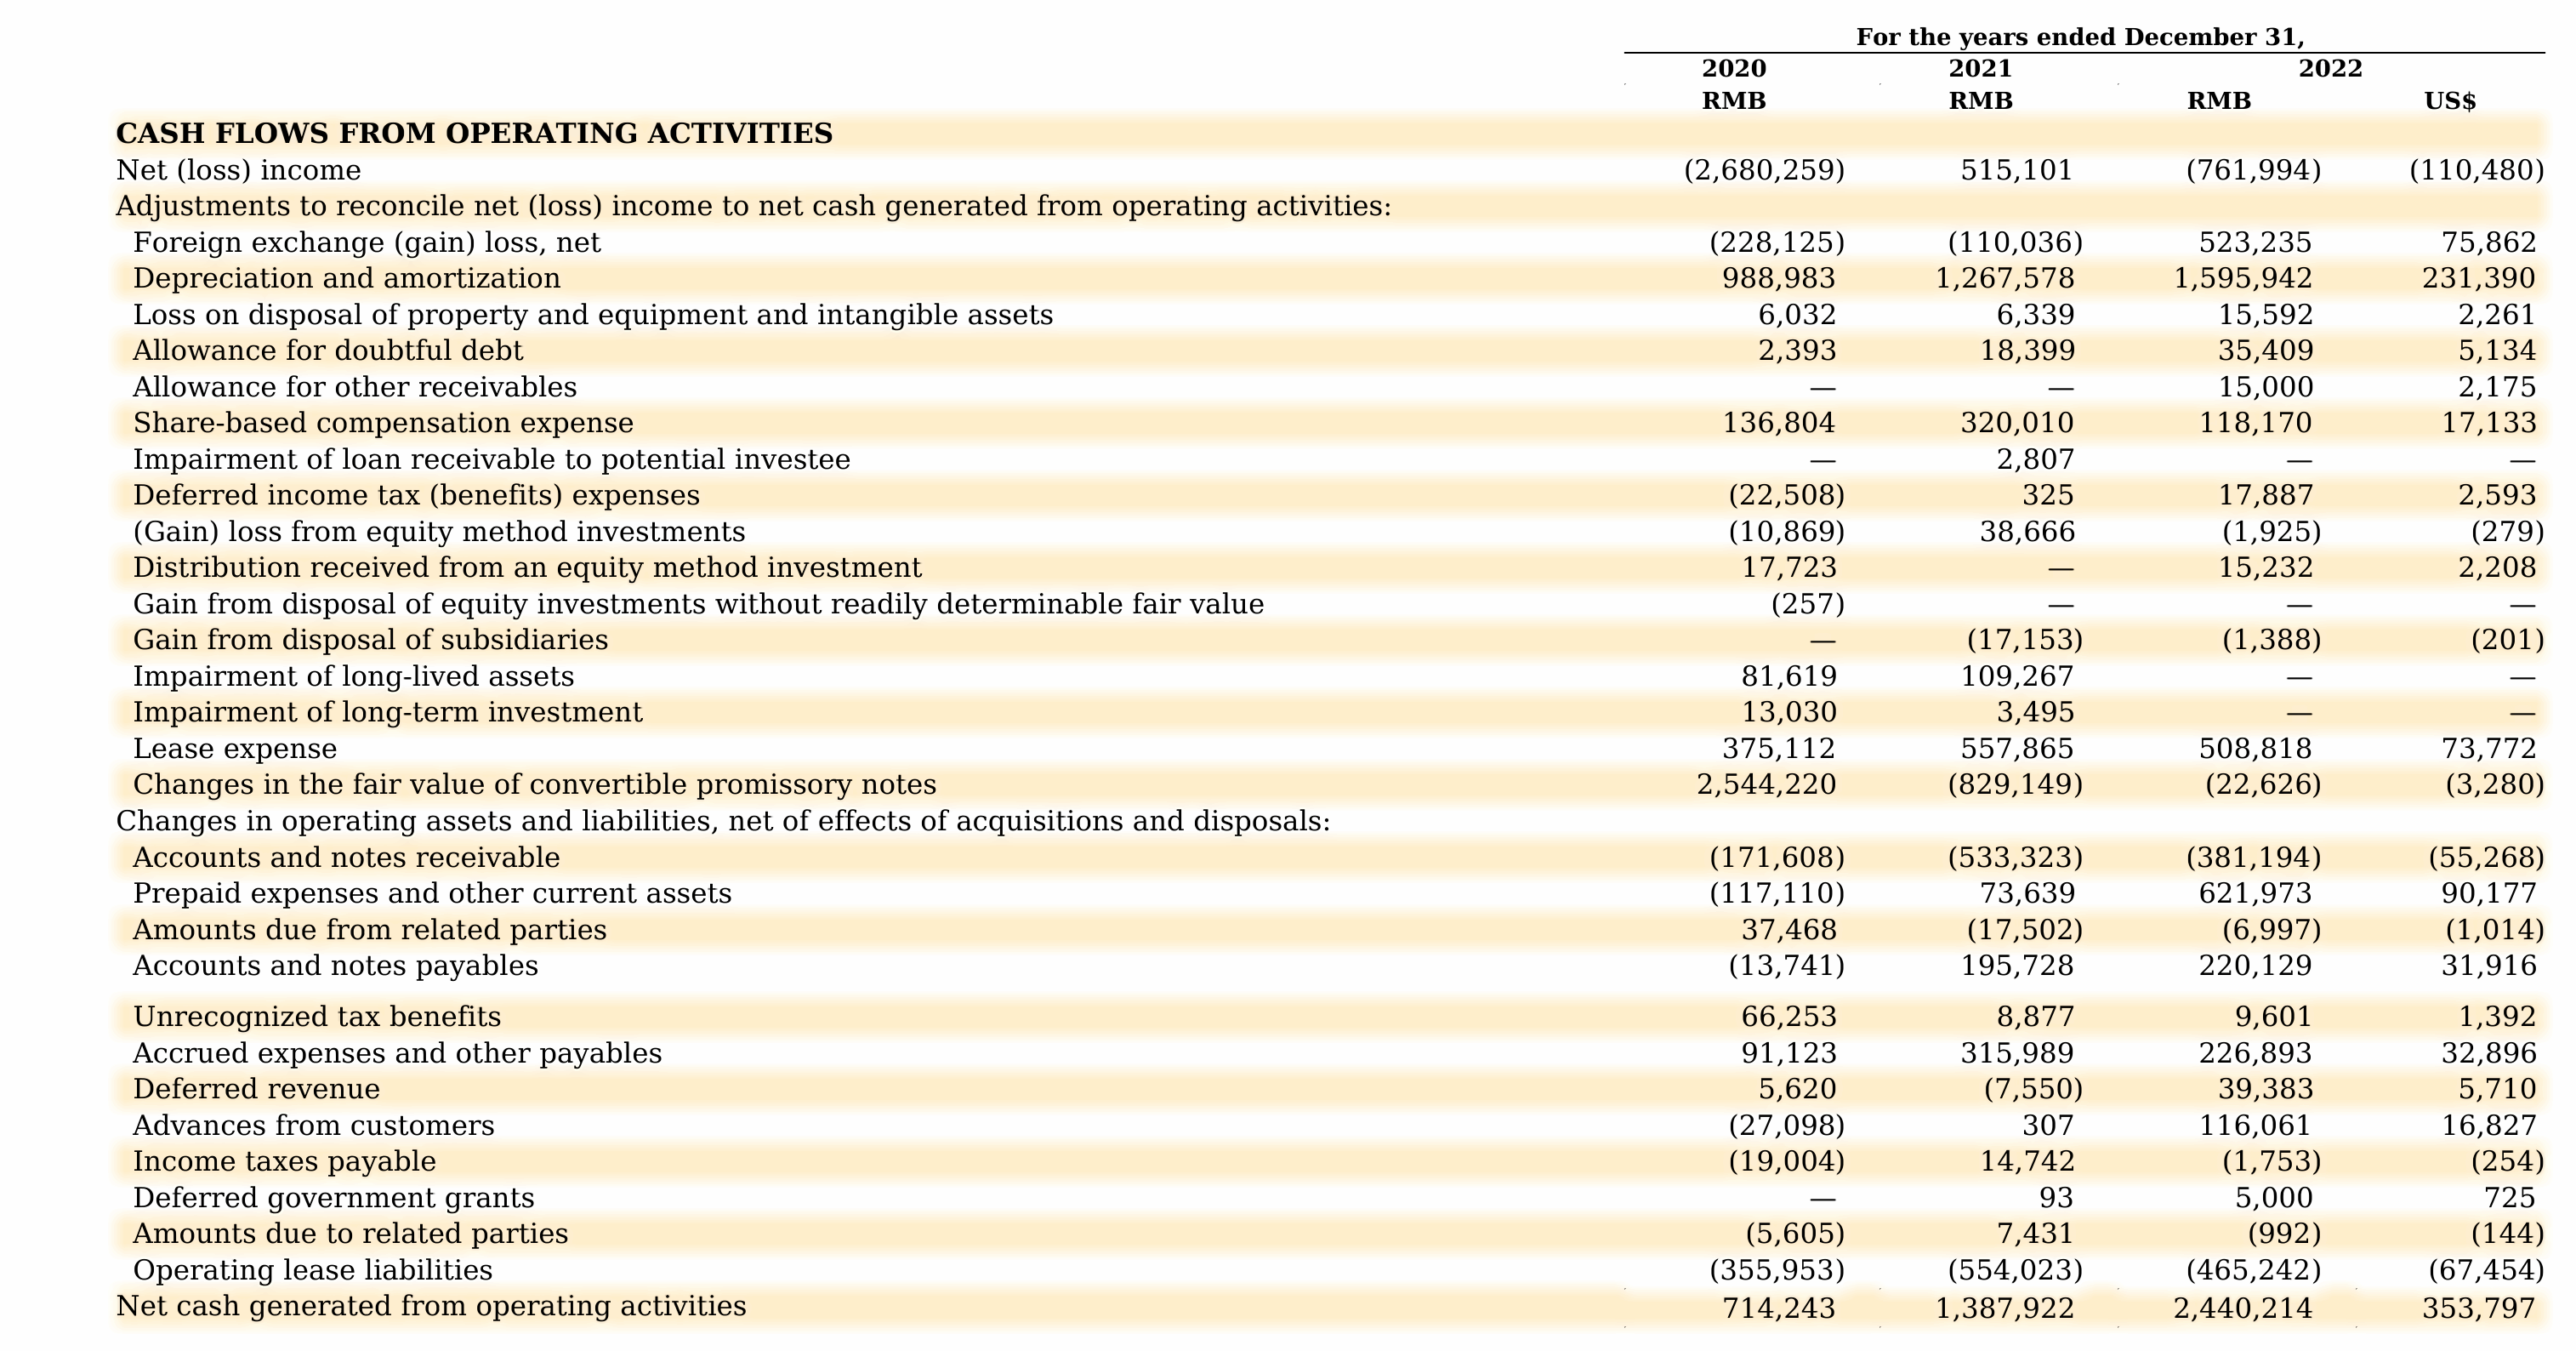 For the years ended December 31,
2020 2021 2022
RMB RMB RMB US$
CASH FLOWS FROM OPERATING ACTIVITIES
Net (loss) income (2,680,259) 515,101 (761,994) (110,480)
Adjustments to reconcile net (loss) income to net cash generated from operating activities:
Foreign exchange (gain) loss, net (228,125) (110,036) 523,235 75,862
Depreciation and amortization 988,983 1,267,578 1,595,942 231,390
Loss on disposal of property and equipment and intangible assets 6,032 6,339 15,592 2,261
Allowance for doubtful debt 2,393 18,399 35,409 5,134
Allowance for other receivables — — 15,000 2,175
Share-based compensation expense 136,804 320,010 118,170 17,133
Impairment of loan receivable to potential investee — 2,807 — —
Deferred income tax (benefits) expenses (22,508) 325 17,887 2,593
(Gain) loss from equity method investments (10,869) 38,666 (1,925) (279)
Distribution received from an equity method investment 17,723 — 15,232 2,208
Gain from disposal of equity investments without readily determinable fair value (257) — — —
Gain from disposal of subsidiaries — (17,153) (1,388) (201)
Impairment of long-lived assets 81,619 109,267 — —
Impairment of long-term investment 13,030 3,495 — —
Lease expense 375,112 557,865 508,818 73,772
Changes in the fair value of convertible promissory notes 2,544,220 (829,149) (22,626) (3,280)
Changes in operating assets and liabilities, net of effects of acquisitions and disposals:
Accounts and notes receivable (171,608) (533,323) (381,194) (55,268)
Prepaid expenses and other current assets (117,110) 73,639 621,973 90,177
Amounts due from related parties 37,468 (17,502) (6,997) (1,014)
Accounts and notes payables (13,741) 195,728 220,129 31,916
Unrecognized tax benefits 66,253 8,877 9,601 1,392
Accrued expenses and other payables 91,123 315,989 226,893 32,896
Deferred revenue 5,620 (7,550) 39,383 5,710
Advances from customers (27,098) 307 116,061 16,827
Income taxes payable (19,004) 14,742 (1,753) (254)
Deferred government grants — 93 5,000 725
Amounts due to related parties (5,605) 7,431 (992) (144)
Operating lease liabilities (355,953) (554,023) (465,242) (67,454)
Net cash generated from operating activities 714,243 1,387,922 2,440,214 353,797